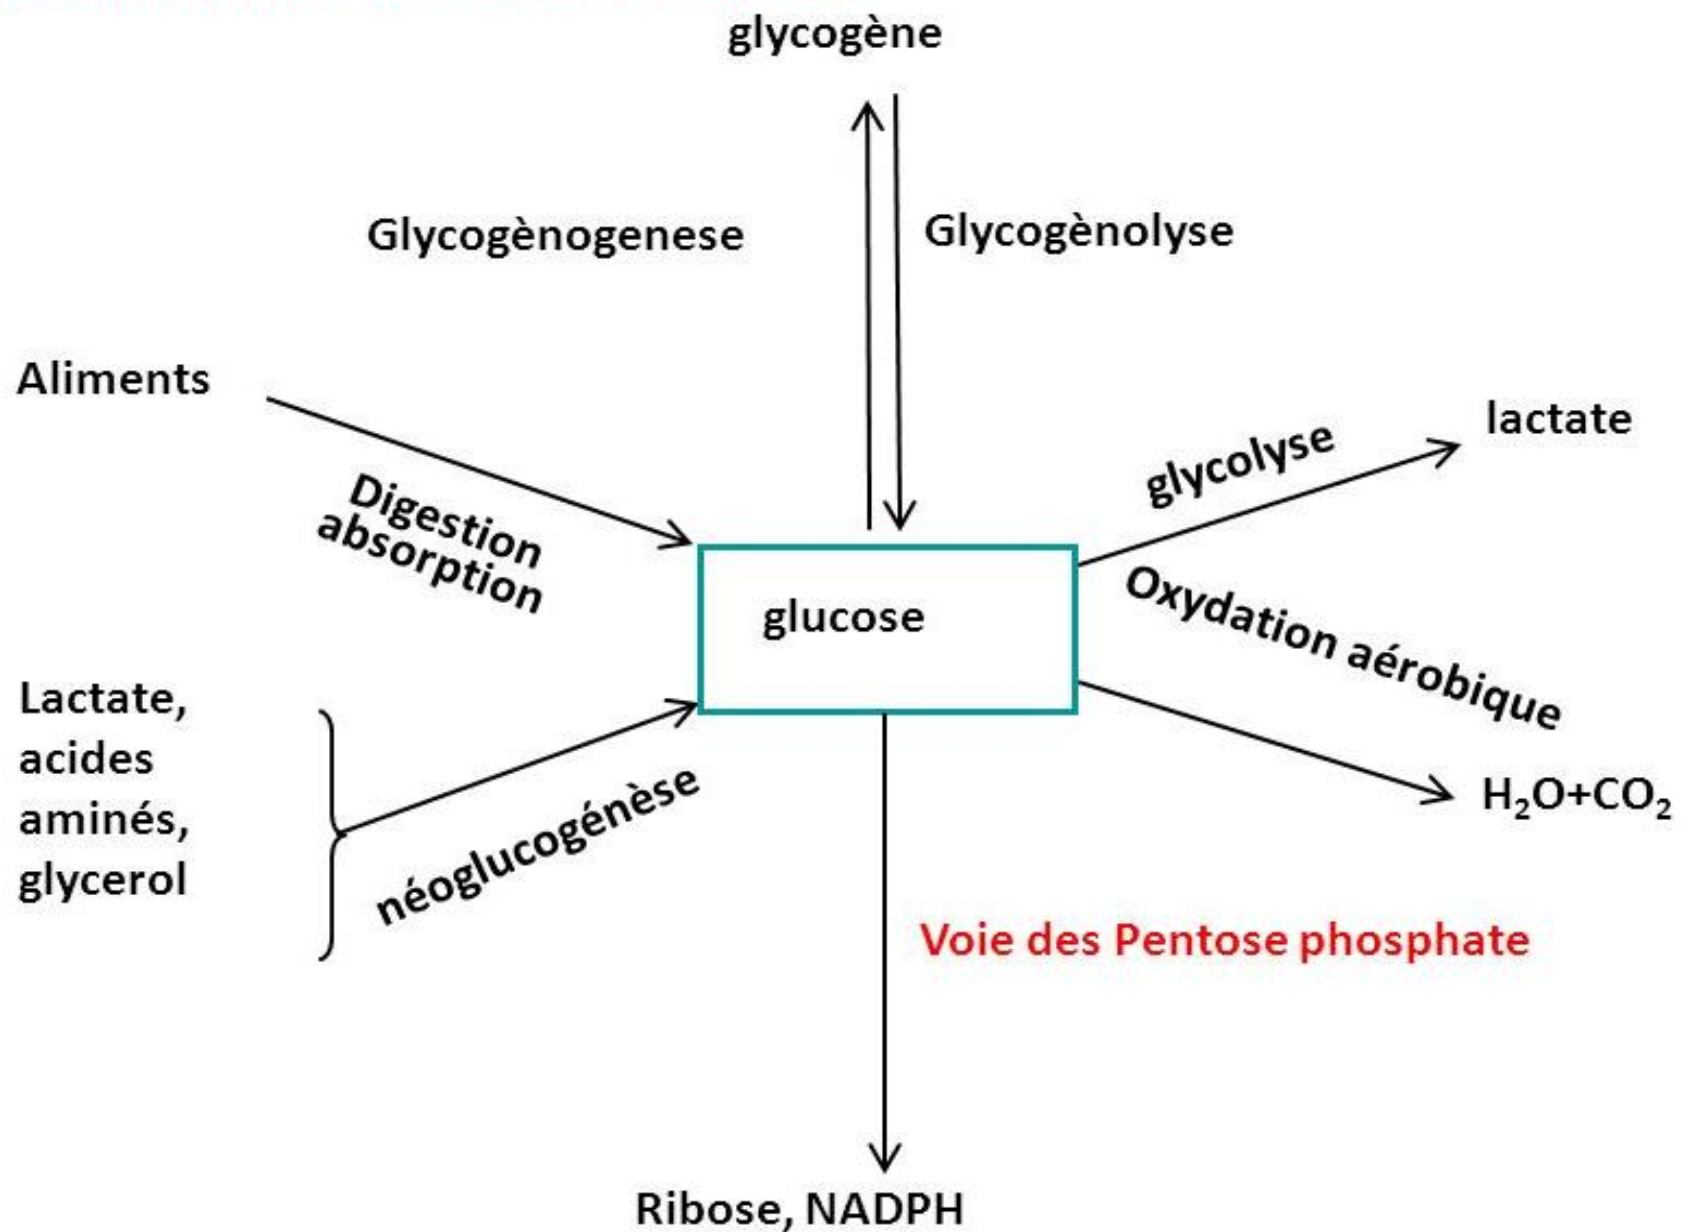 glycogène
Glycogènogenese
Glycogènolyse
Aliments
Digestion
absorption
glycolyse
lactate
glucose
Oxydation aérobique
Lactate,
acides
aminés,
glycerol
néoglucogénèse
H₂O+CO₂
Voie des Pentose phosphate
Ribose, NADPH